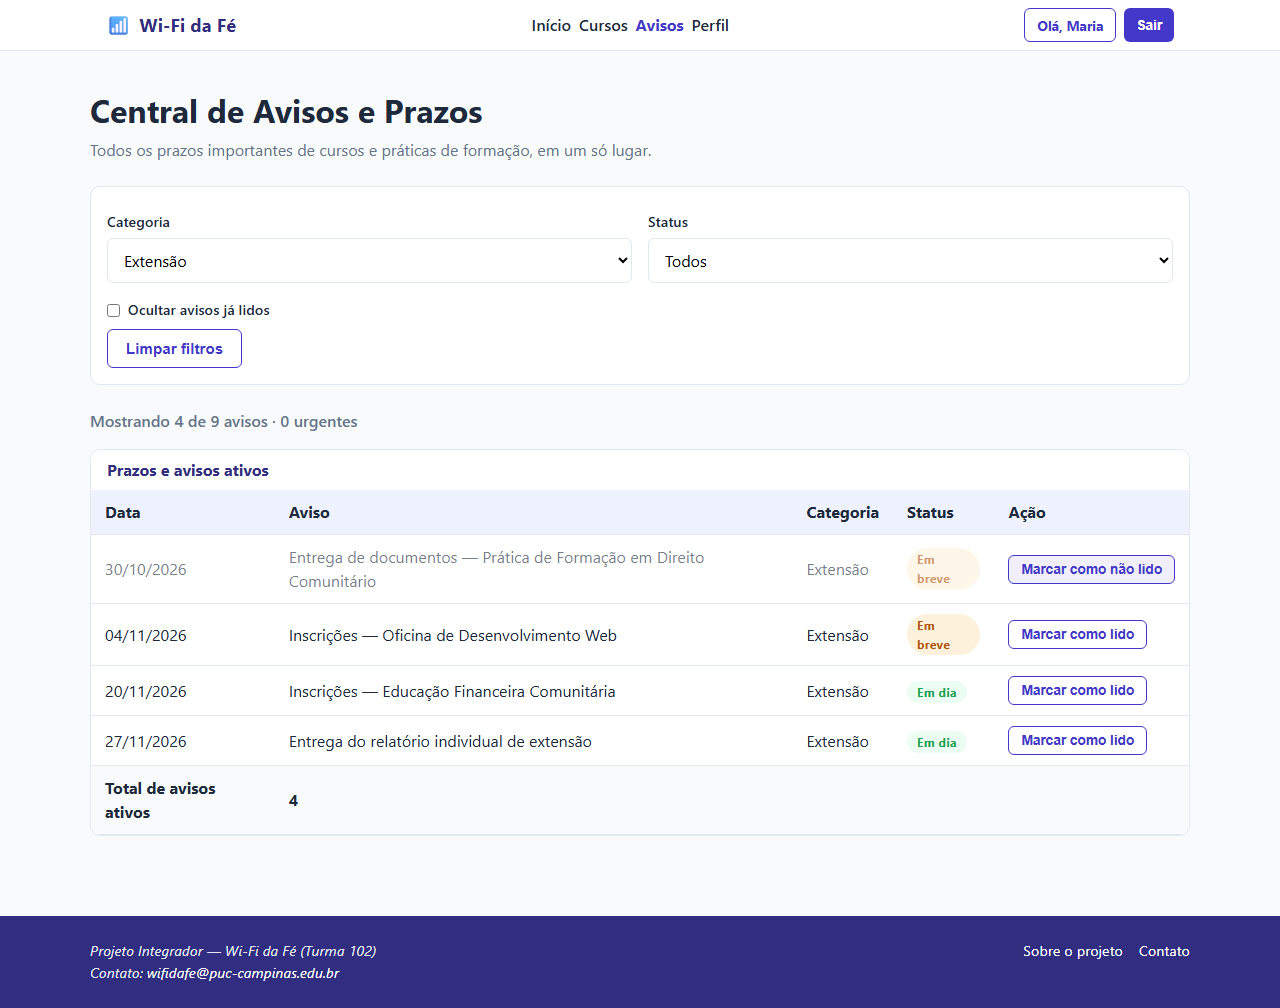 Wi-Fi da Fé
Início Cursos Avisos Perfil
Olá, Maria
Sair
Central de Avisos e Prazos
Todos os prazos importantes de cursos e práticas de formação, em um só lugar.
Categoria
Status
Extensão
Todos
Ocultar avisos já lidos
Limpar filtros
Mostrando 4 de 9 avisos · 0 urgentes
Prazos e avisos ativos
Data Aviso Categoria Status Ação
30/10/2026
Entrega de documentos — Prática de Formação em Direito
Comunitário
Extensão
Em
breve
Marcar como não lido
04/11/2026
Inscrições — Oficina de Desenvolvimento Web
Extensão
Em
breve
Marcar como lido
20/11/2026
Inscrições — Educação Financeira Comunitária
Extensão
Em dia
Marcar como lido
27/11/2026
Entrega do relatório individual de extensão
Extensão
Em dia
Marcar como lido
Total de avisos
ativos
4
Projeto Integrador — Wi-Fi da Fé (Turma 102)
Contato: wifidafe@puc-campinas.edu.br
Sobre o projeto Contato